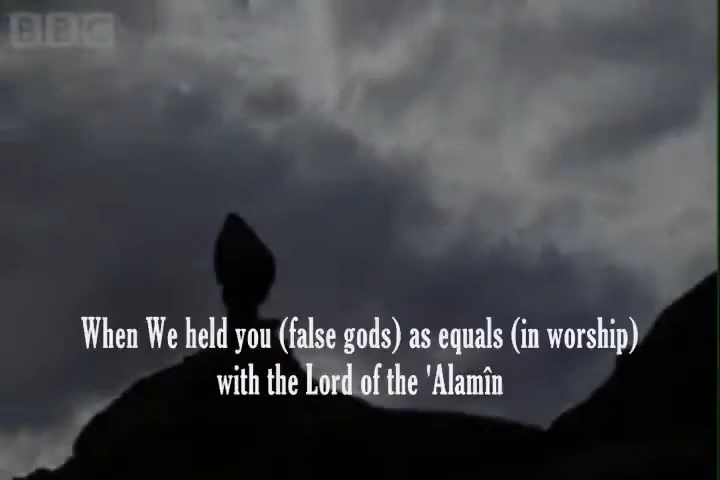 BBC
When We held you (false gods) as equals (in worship)
with the Lord of the 'Alamîn